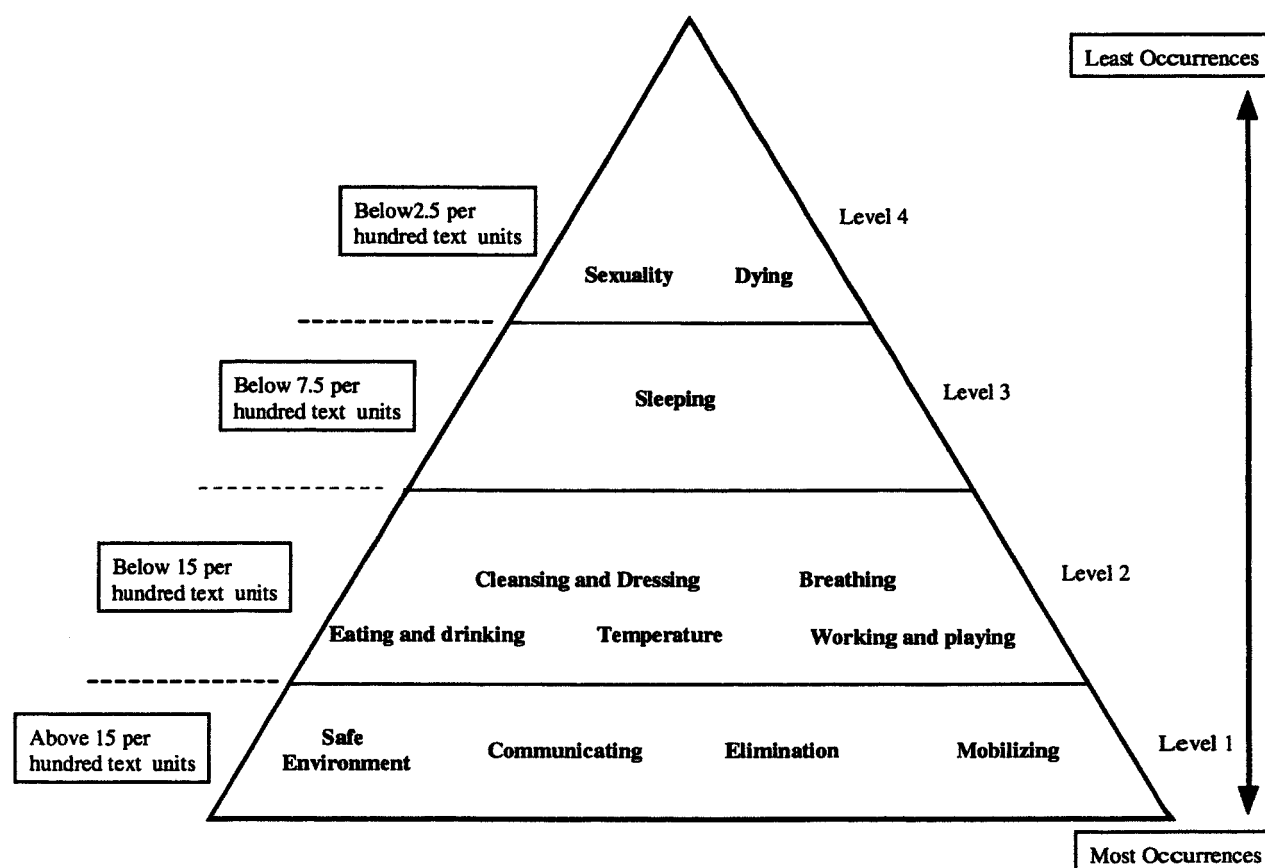 Least Occurrences
Below2.5 per
hundred text units
Level 4
Sexuality Dying
Below 7.5 per
hundred text units
Level 3
Sleeping
Below 15 per
hundred text units
Level 2
Cleansing and Dressing Breathing
Eating and drinking Temperature Working and playing
Above 15 per
hundred text units
Safe
Environment
Communicating Elimination Mobilizing
Level 1
Most Occurrences